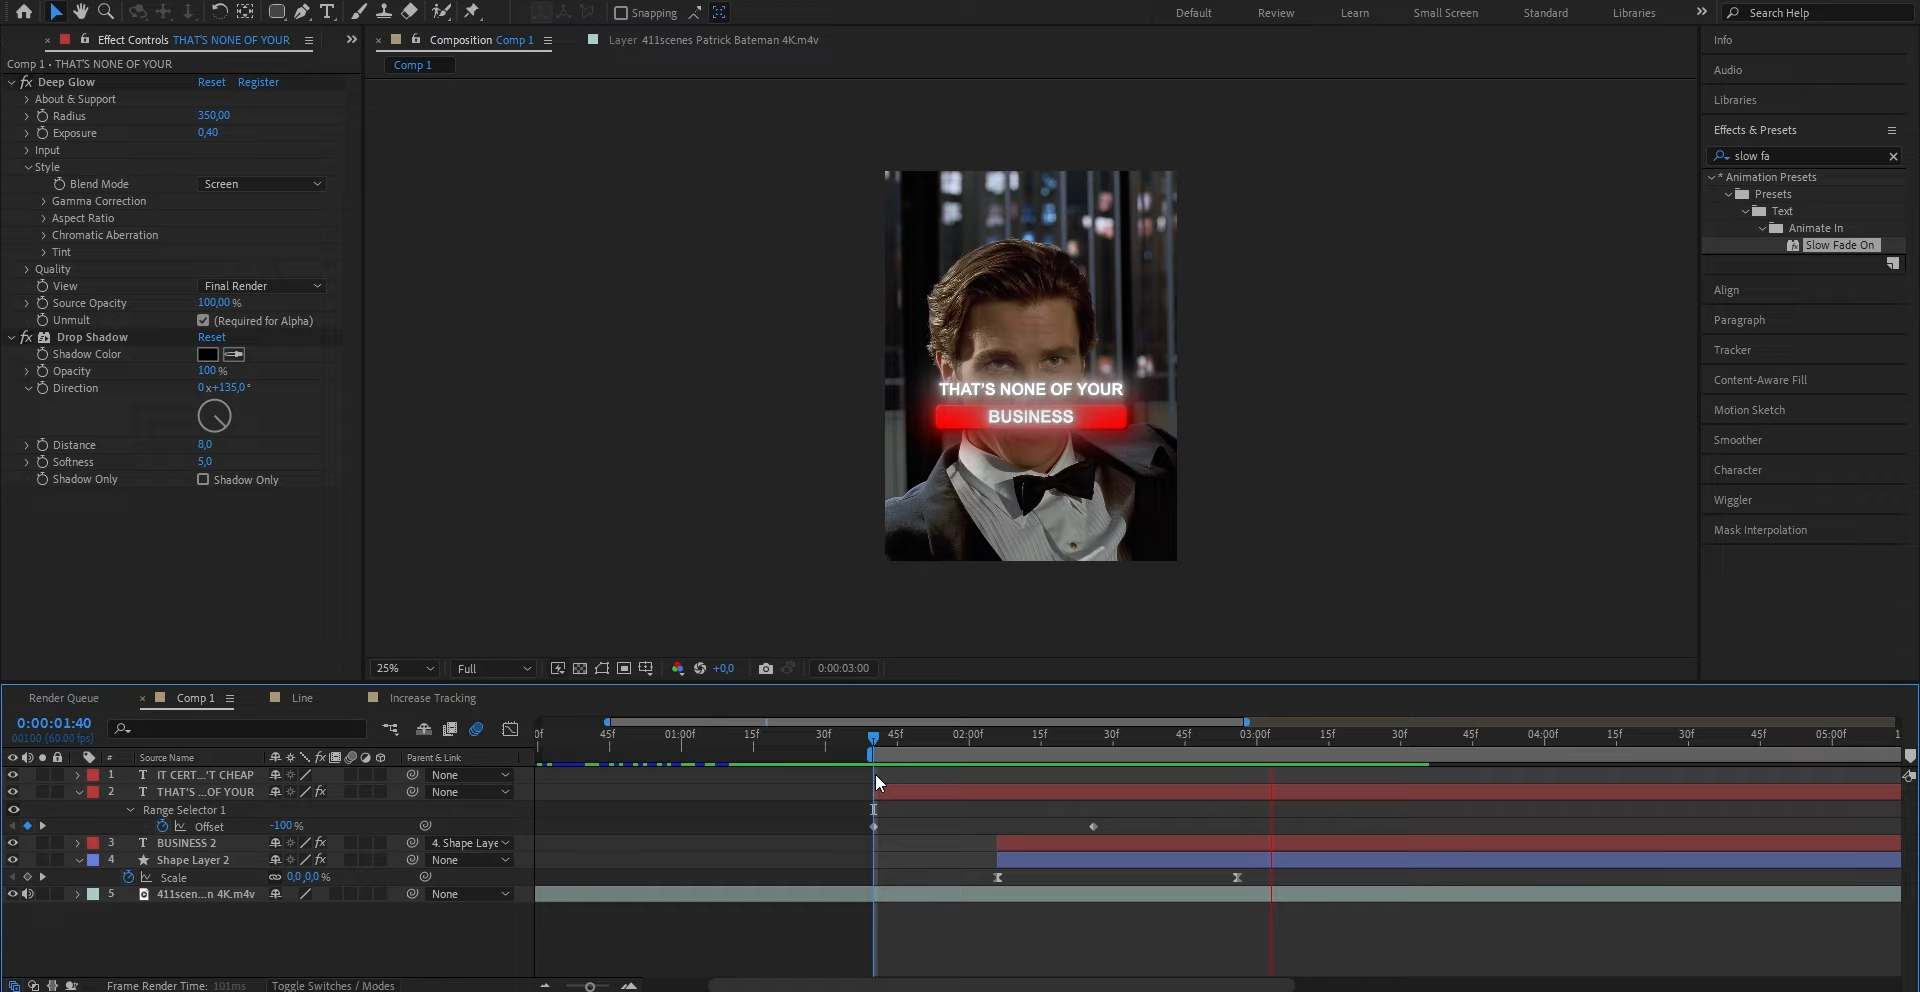 Snapping
Default
Review
Learn
Small Screen
Standard
Libraries
Search Help
Effect Controls THAT'S NONE OF YOUR
Comp 1 • THAT'S NONE OF YOUR
fx Deep Glow Reset Register
About & Support
Radius 350,00
Exposure 0,40
Input
Style
Blend Mode Screen
Gamma Correction
Aspect Ratio
Chromatic Aberration
Tint
Quality
View Final Render
Source Opacity 100,00 %
Unmult (Required for Alpha)
fx Drop Shadow Reset
Shadow Color
Opacity 100 %
Direction 0x+135,0°
Distance 8,0
Softness 5,0
Shadow Only Shadow Only
Composition Comp 1
Layer 411scenes Patrick Bateman 4K.m4v
Comp 1
THAT'S NONE OF YOUR
BUSINESS
25% Full +0,0 0:00:03:00
Info
Audio
Libraries
Effects & Presets
slow fa
* Animation Presets
Presets
Text
Animate In
Slow Fade On
Align
Paragraph
Tracker
Content-Aware Fill
Motion Sketch
Smoother
Character
Wiggler
Mask Interpolation
Render Queue Comp 1 Line Increase Tracking
0:00:01:40
00100 (60.00 fps)
0f 45f 01:00f 15f 30f 45f 02:00f 15f 30f 45f 03:00f 15f 30f 45f 04:00f 15f 30f 45f 05:00f 1
# Source Name fx Parent & Link
1 T IT CERT...'T CHEAP None
2 T THAT'S ...OF YOUR fx None
Range Selector 1
Offset -100 %
3 T BUSINESS 2 fx 4. Shape Laye
4 Shape Layer 2 fx None
Scale 0,0,0,0 %
5 411scen...n 4K.m4v None
Frame Render Time: 101ms Toggle Switches / Modes